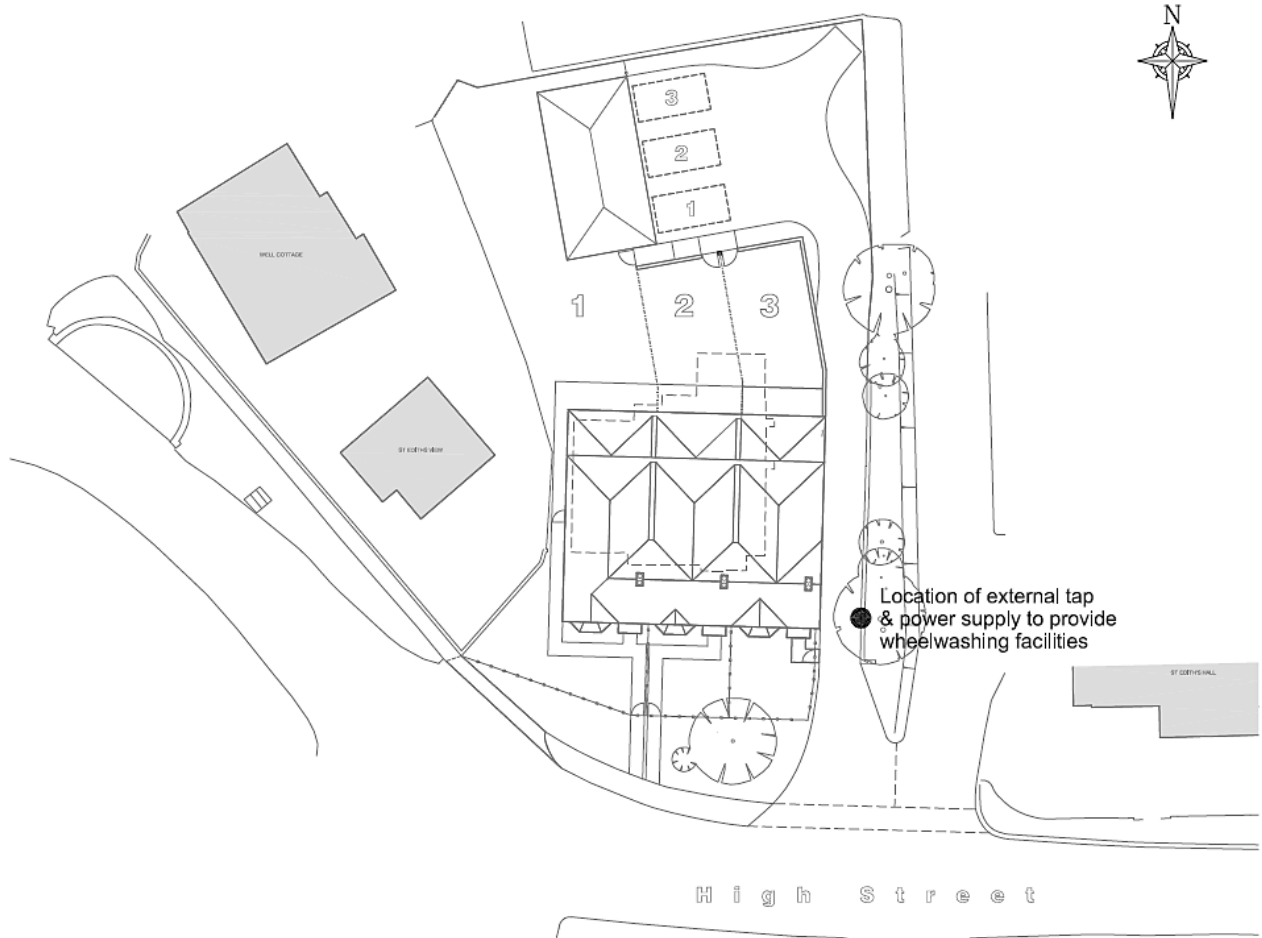 N
3
2
1
WELL COTTAGE
1 2 3
ST EDITHS VIEW
Location of external tap
& power supply to provide
wheelwashing facilities
ST EDITHS HALL
High Street